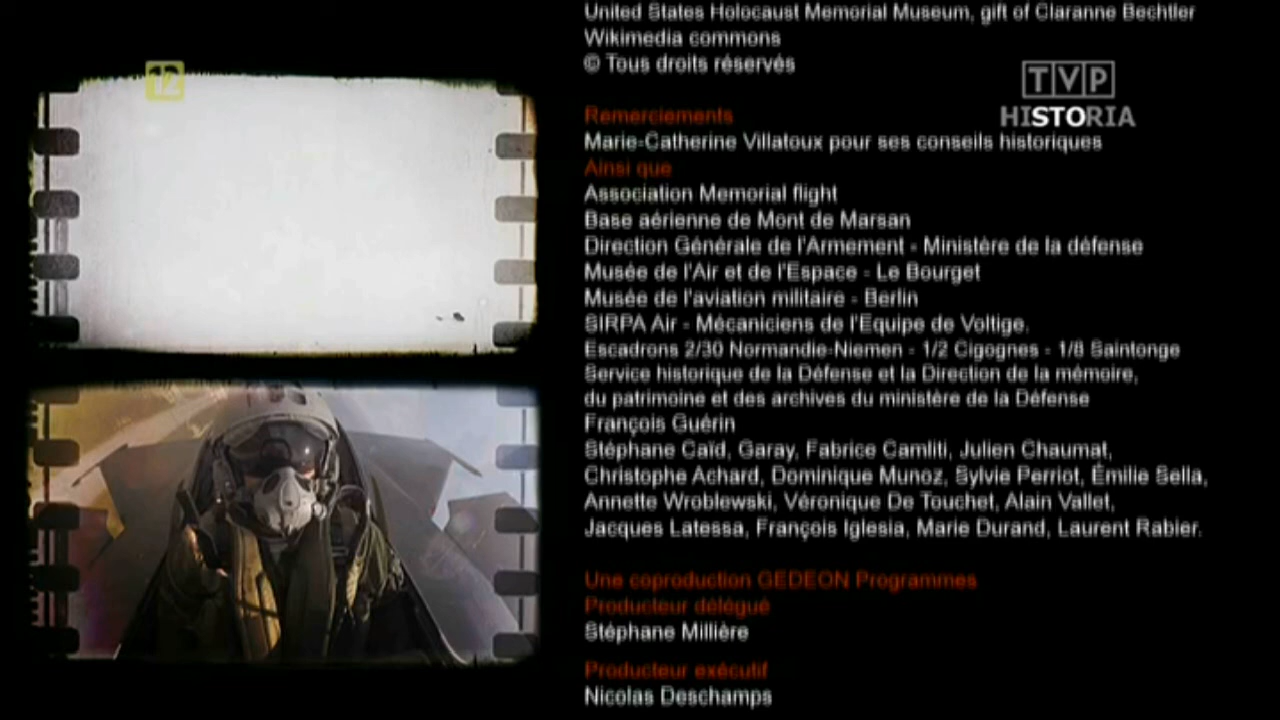 United States Holocaust Memorial Museum, gift of Claranne Bechtler
Wikimedia commons
© Tous droits réservés
12
TVP
HISTORIA
Remerciements
Marie-Catherine Villatoux pour ses conseils historiques
Ainsi que
Association Memorial flight
Base aérienne de Mont de Marsan
Direction Générale de l'Armement - Ministère de la défense
Musée de l'Air et de l'Espace - Le Bourget
Musée de l'aviation militaire - Berlin
SIRPA Air - Mécaniciens de l'Equipe de Voltige.
Escadrons 2/30 Normandie-Niemen - 1/2 Cigognes - 1/8 Saintonge
Service historique de la Défense et la Direction de la mémoire,
du patrimoine et des archives du ministère de la Défense
François Guérin
Stéphane Caïd, Garay, Fabrice Camliti, Julien Chaumat,
Christophe Achard, Dominique Munoz, Sylvie Perriot, Émilie Sella,
Annette Wroblewski, Véronique De Touchet, Alain Vallet,
Jacques Latessa, François Iglesia, Marie Durand, Laurent Rabier.
Une coproduction GEDEON Programmes
Producteur délégué
Stéphane Millière
Producteur exécutif
Nicolas Deschamps